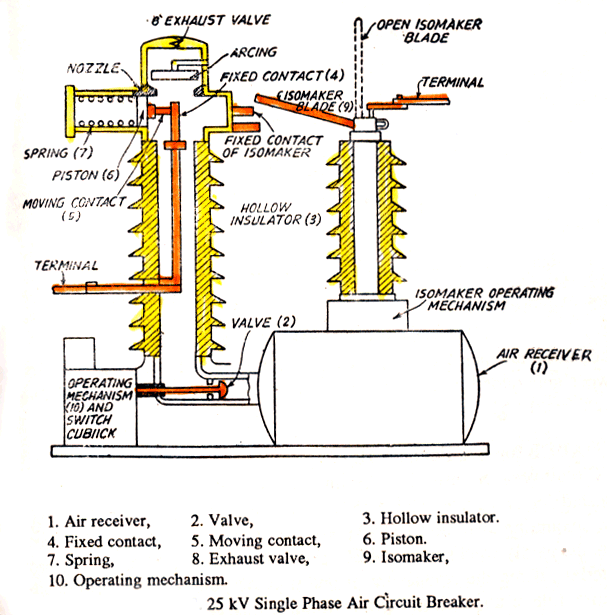 8 EXHAUST VALVE
OPEN ISOMAKER
BLADE
ARCING
NOZZLE
FIXED CONTACT (4)
TERMINAL
ISOMAKER
BLADE (9)
SPRING (7)
FIXED CONTACT
OF ISOMAKER
PISTON (6)
MOVING CONTACT
(5)
HOLLOW
INSULATOR (3)
TERMINAL
ISOMAKER OPERATING
MECHANISM
VALVE (2)
AIR RECEIVER
(1)
OPERATING
MECHANISM
(10) AND
SWITCH
CUBIICK
1. Air receiver, 2. Valve, 3. Hollow insulator.
4. Fixed contact, 5. Moving contact, 6. Piston.
7. Spring, 8. Exhaust valve, 9. Isomaker,
10. Operating mechanism.
25 kV Single Phase Air Circuit Breaker.